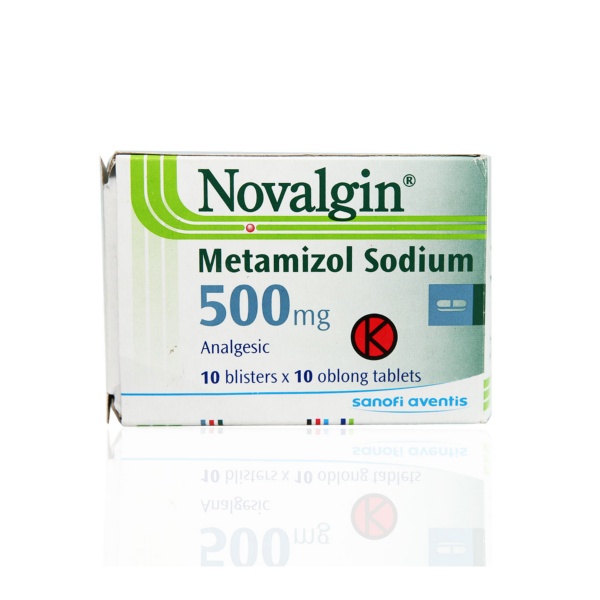 Novalgin®
Metamizol Sodium
500mg
K
Analgesic
10 blisters x 10 oblong tablets
sanofi aventis